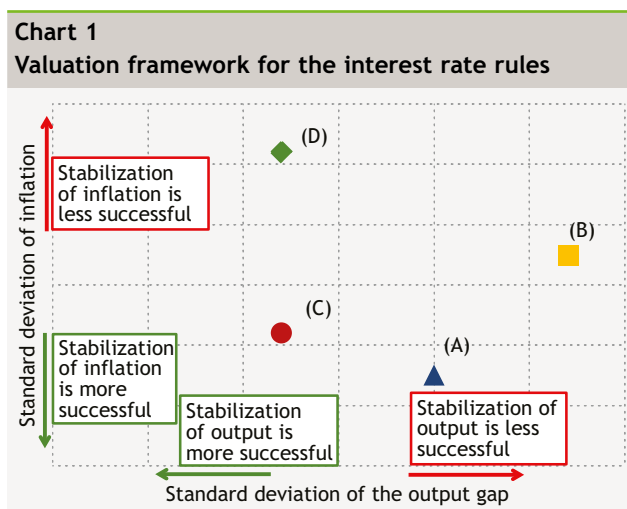 Chart 1
Valuation framework for the interest rate rules
Standard deviation of inflation
(D)
Stabilization
of inflation is
less successful
(B)
(C)
(A)
Stabilization
of inflation
is more
successful
Stabilization
of output is
more successful
Stabilization of
output is less
successful
Standard deviation of the output gap